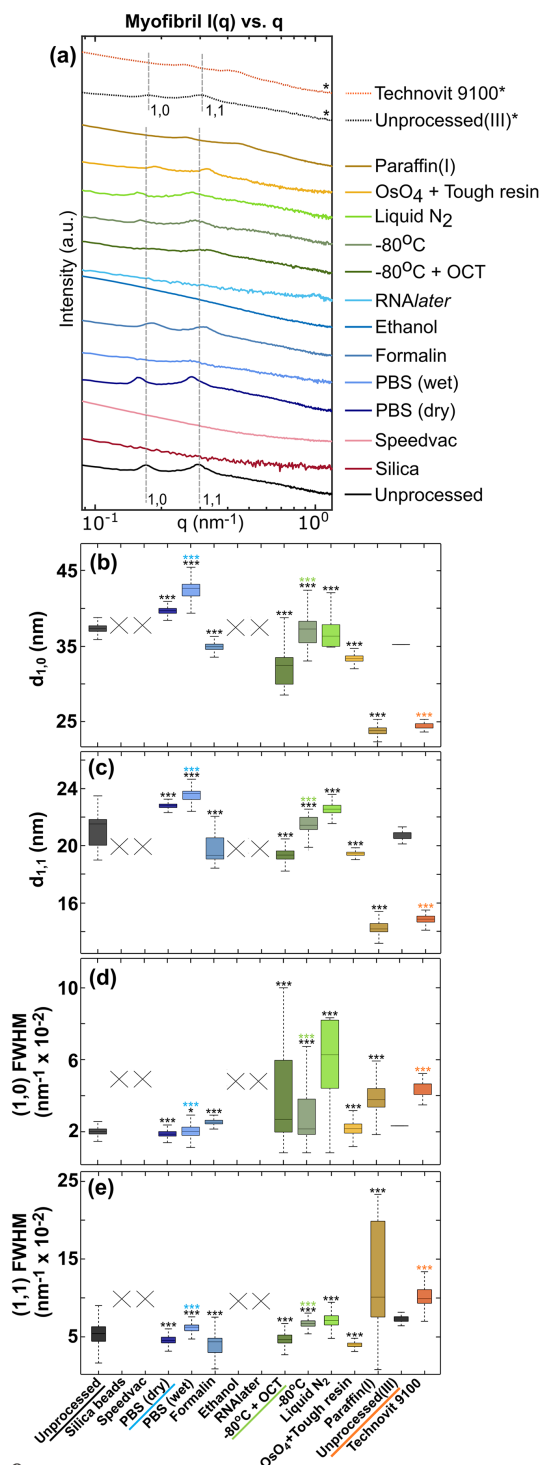 Myofibril I(q) vs. q
(a)
1,0
1,1
*
*
Technovit 9100*
Unprocessed(III)*
Paraffin(I)
OsO4 + Tough resin
Liquid N2
-80°C
-80°C + OCT
RNAlater
Ethanol
Formalin
PBS (wet)
PBS (dry)
Speedvac
Silica
Unprocessed
Intensity (a.u.)
1,0
1,1
10^-1
q (nm^-1)
10^0
(b)
d1,0 (nm)
45
35
25
***
***
***
***
***
***
***
***
***
***
***
(c)
d1,1 (nm)
24
20
16
***
***
***
***
***
***
***
***
***
***
***
(d)
(1,0) FWHM
(nm^-1 x 10^-2)
10
6
2
***
***
*
***
***
***
***
***
***
***
***
(e)
(1,1) FWHM
(nm^-1 x 10^-2)
25
15
5
***
***
***
***
***
***
***
***
***
***
***
Unprocessed
Silica beads
Speedvac
PBS (dry)
PBS (wet)
Formalin
Ethanol
RNAlater
-80°C + OCT
-80°C
Liquid N2
OsO4+Tough resin
Paraffin(I)
Unprocessed(III)
Technovit 9100